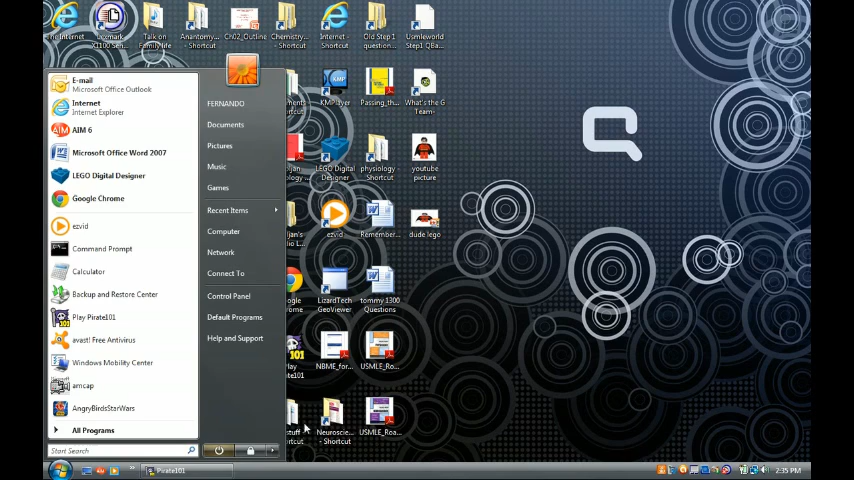 The Internet
Lexmark X1100 Sen...
Talk on Family life
Anantomy... - Shortcut
Ch02_Outline
Chemistry... - Shortcut
Internet - Shortcut
Old Step 1 question...
Usmleworld Step1 QBa...
E-mail
Microsoft Office Outlook
Internet
Internet Explorer
AIM 6
Microsoft Office Word 2007
LEGO Digital Designer
Google Chrome
ezvid
Command Prompt
Calculator
Backup and Restore Center
Play Pirate101
avast! Free Antivirus
Windows Mobility Center
amcap
AngryBirdsStarWars
All Programs
Start Search
FERNANDO
Documents
Pictures
Music
Games
Recent Items
Computer
Network
Connect To
Control Panel
Default Programs
Help and Support
KMPlayer
Passing_th...
What's the G Team-
LEGO Digital Designer
physiology - Shortcut
youtube picture
ezvid
Remember...
dude lego
LizardTech GeoViewer
tommy 1300 Questions
NBME_for...
USMLE_Ro...
Neuroscie... - Shortcut
USMLE_Roa...
Pirate101
2:35 PM